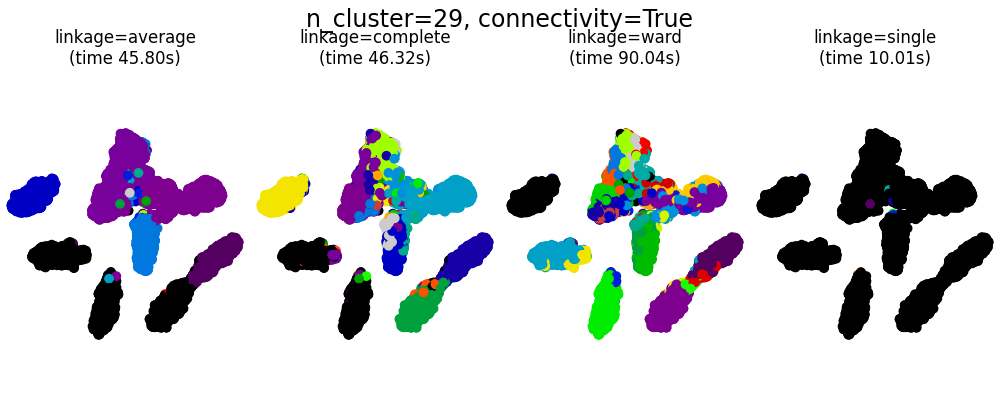 n_cluster=29, connectivity=True
linkage=average
(time 45.80s)
linkage=complete
(time 46.32s)
linkage=ward
(time 90.04s)
linkage=single
(time 10.01s)